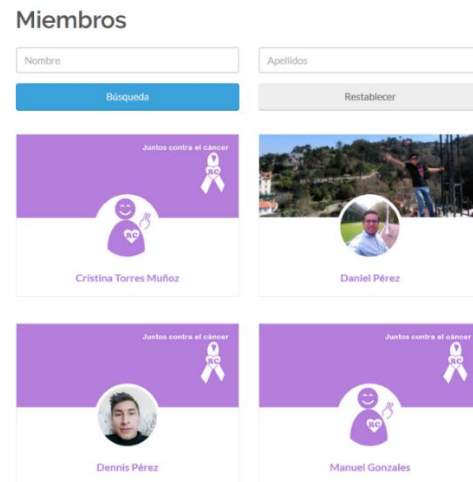 Miembros
Nombre
Apellidos
Búsqueda
Restablecer
Juntos contra el cáncer
RC
RC
Cristina Torres Muñoz
Daniel Pérez
Juntos contra el cáncer
RC
Juntos contra el cáncer
RC
RC
Dennis Pérez
Manuel Gonzales